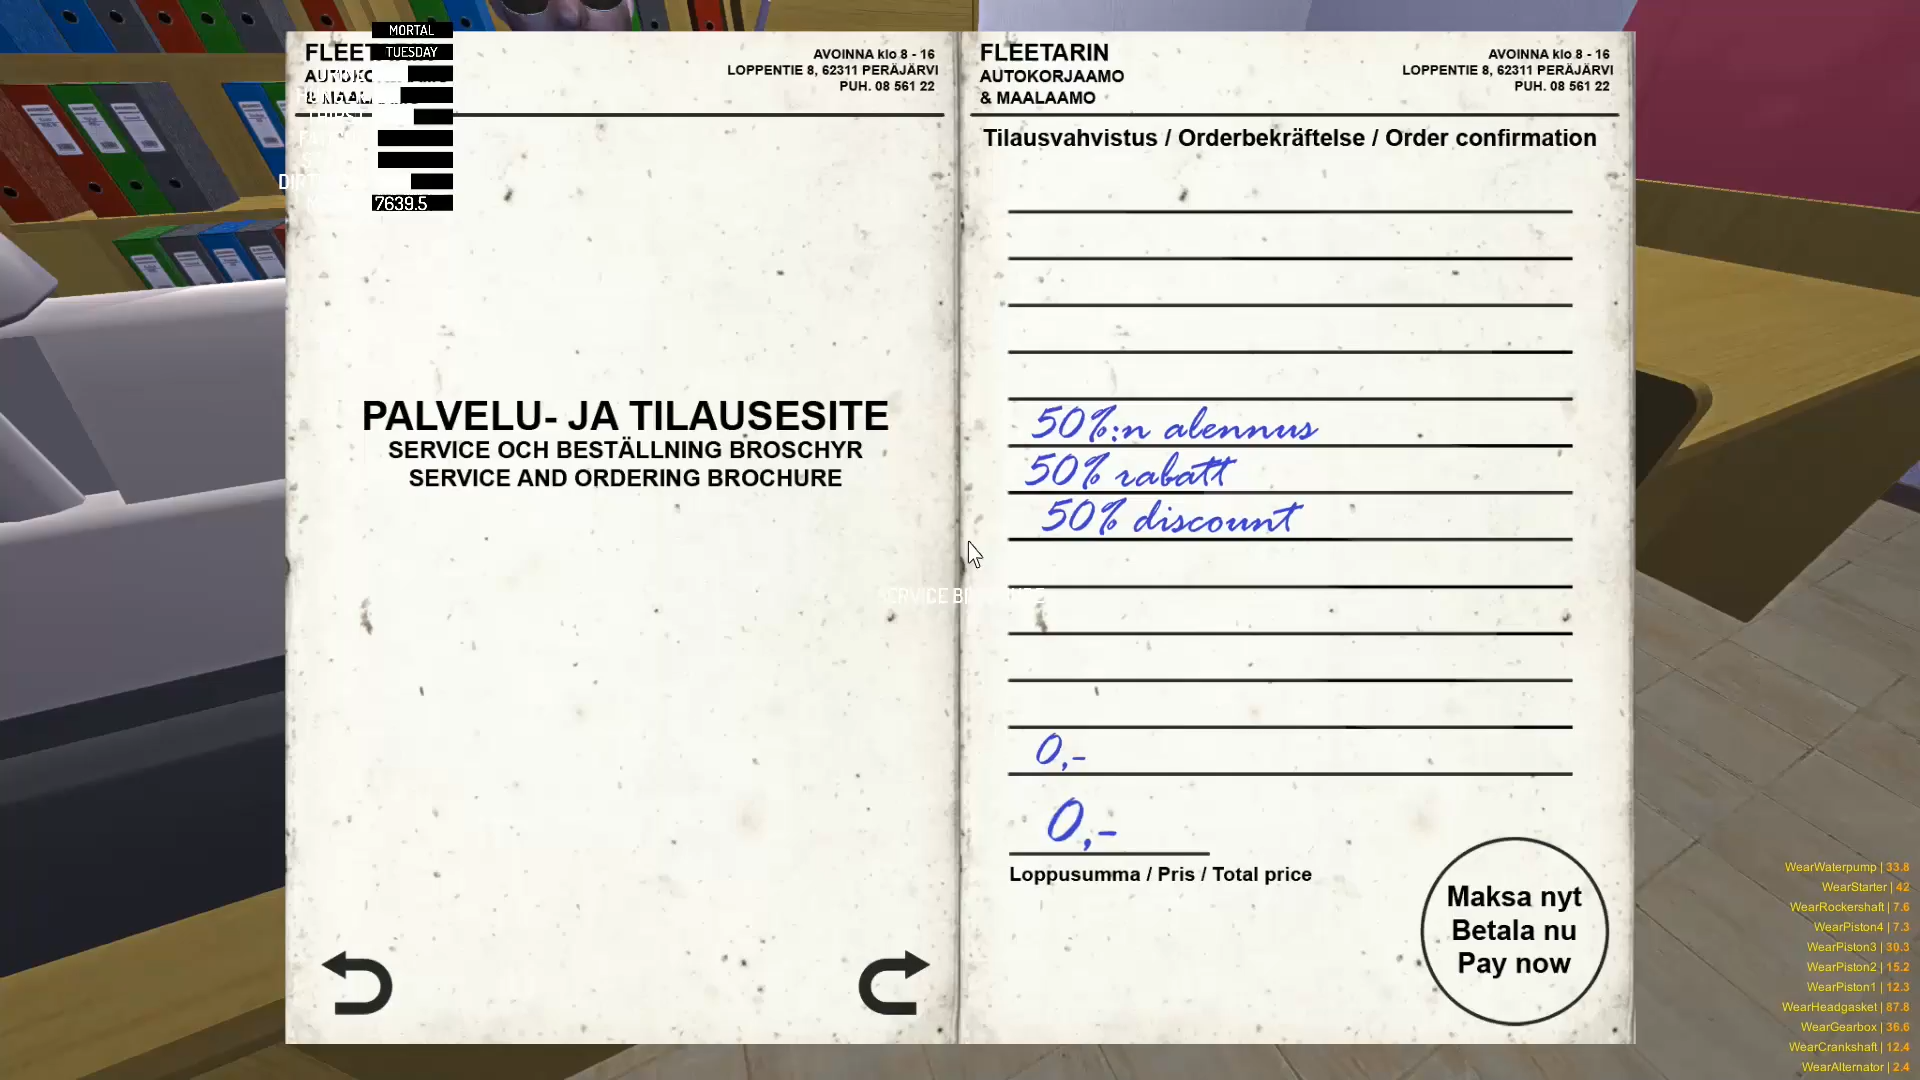 MORTAL
TUESDAY
7639.5
FLEET
AVOINNA klo 8 - 16
LOPPENTIE 8, 62311 PERÄJÄRVI
PUH. 08 561 22
PALVELU- JA TILAUSESITE
SERVICE OCH BESTÄLLNING BROSCHYR
SERVICE AND ORDERING BROCHURE
FLEETARIN
AUTOKORJAAMO
& MAALAAMO
AVOINNA klo 8 - 16
LOPPENTIE 8, 62311 PERÄJÄRVI
PUH. 08 561 22
Tilausvahvistus / Orderbekräftelse / Order confirmation
50%:n alennus
50% rabatt
50% discount
0,-
0,-
Loppusumma / Pris / Total price
Maksa nyt
Betala nu
Pay now
WearWaterpump | 33.8
WearStarter | 42
WearRockershaft | 7.6
WearPiston4 | 7.3
WearPiston3 | 30.3
WearPiston2 | 15.2
WearPiston1 | 12.3
WearHeadgasket | 87.8
WearGearbox | 36.6
WearCrankshaft | 12.4
WearAlternator | 2.4